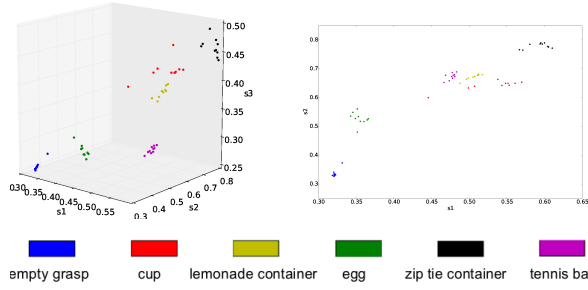 0.50
0.45
0.40
s3
0.35
0.30
0.25
0.30 0.35 0.40 0.45 0.50 0.55
s1
0.3 0.4 0.5 0.6 0.7 0.8
s2
0.8
0.7
0.6
s2
0.5
0.4
0.3
0.30 0.35 0.40 0.45 0.50 0.55 0.60 0.65
s1
empty grasp cup lemonade container egg zip tie container tennis ba